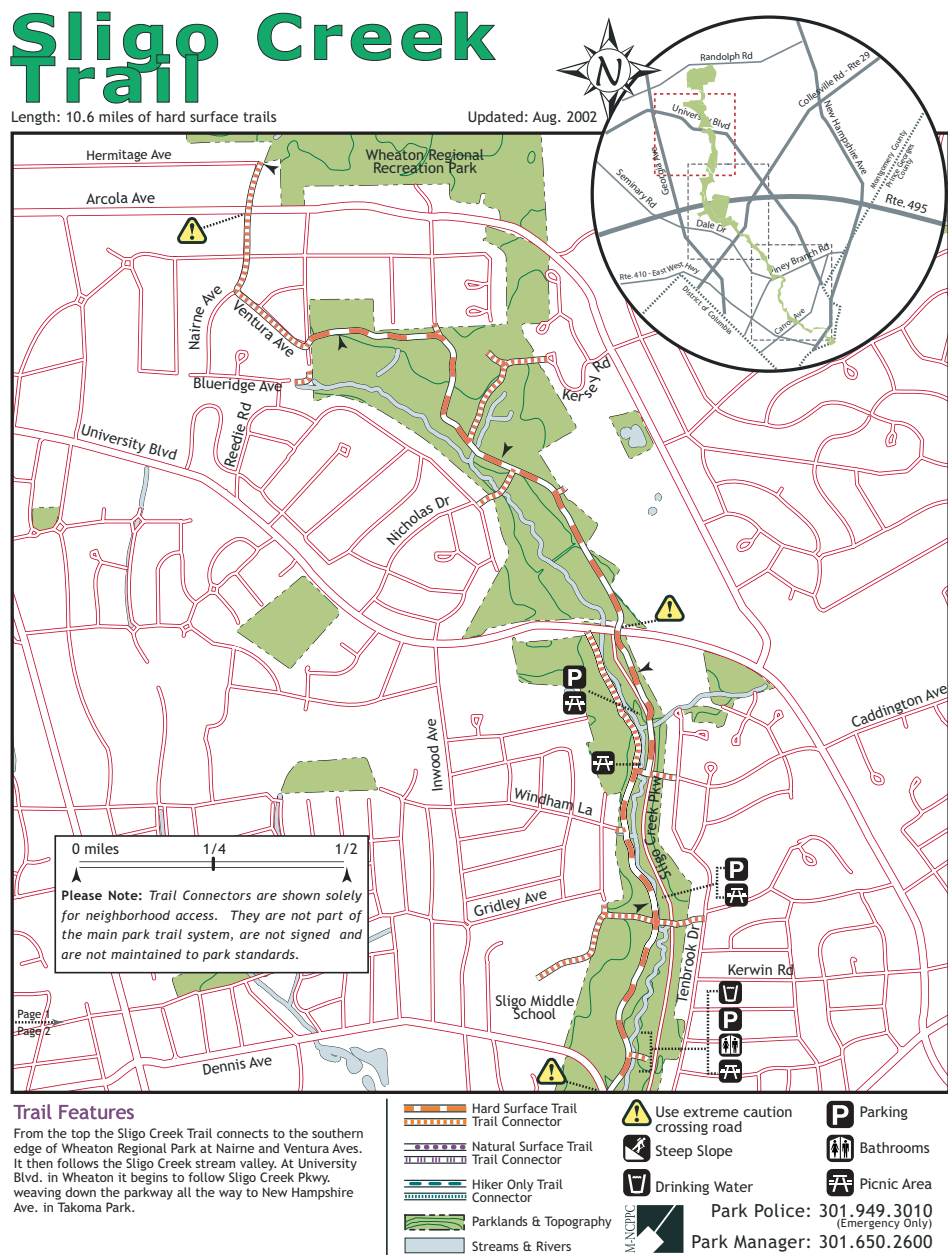 Sligo Creek
Trail
Length: 10.6 miles of hard surface trails
Updated: Aug. 2002
N
Randolph Rd
Collesville Rd - Rte 29
University Blvd
New Hampshire Ave
Georgia Ave
Montgomery County
Prince Georges
County
Seminary Rd
Rte. 495
Dale Dr
Piney Branch Rd
Rte. 410 - East West Hwy
District of Columbia
Carroll Ave
Hermitage Ave
Wheaton Regional
Recreation Park
Arcola Ave
Nairne Ave
Ventura Ave
Blueridge Ave
Kersey Rd
Reedie Rd
University Blvd
Nicholas Dr
P
Caddington Ave
Inwood Ave
Windham La
Sligo Creek Pkwy
P
Gridley Ave
Tenbrook Dr
Kerwin Rd
Sligo Middle
School
P
0 miles
1/4
1/2
Please Note: Trail Connectors are shown solely
for neighborhood access. They are not part of
the main park trail system, are not signed and
are not maintained to park standards.
Page 1
Page 2
Dennis Ave
Trail Features
From the top the Sligo Creek Trail connects to the southern
edge of Wheaton Regional Park at Nairne and Ventura Aves.
It then follows the Sligo Creek stream valley. At University
Blvd. in Wheaton it begins to follow Sligo Creek Pkwy.
weaving down the parkway all the way to New Hampshire
Ave. in Takoma Park.
Hard Surface Trail
Trail Connector
Natural Surface Trail
Trail Connector
Hiker Only Trail
Connector
Parklands & Topography
Streams & Rivers
Use extreme caution
crossing road
Steep Slope
Drinking Water
P
Parking
Bathrooms
Picnic Area
M-NCPPC
Park Police: 301.949.3010
(Emergency Only)
Park Manager: 301.650.2600